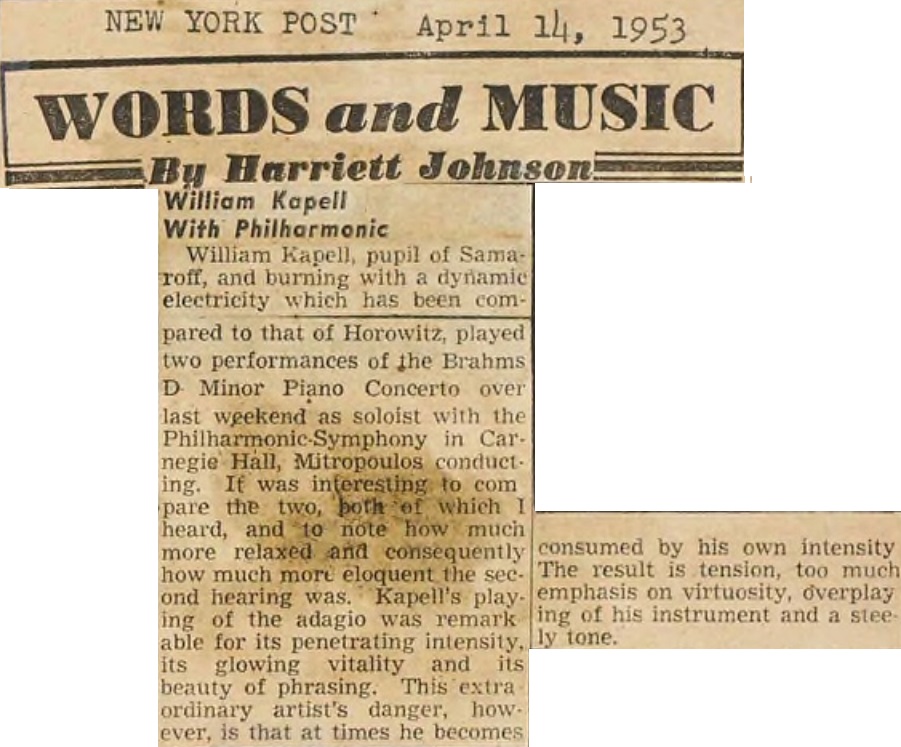 NEW YORK POST April 14, 1953
WORDS and MUSIC
By Harriett Johnson
William Kapell
With Philharmonic
William Kapell, pupil of Sama-
roff, and burning with a dynamic
electricity which has been com-
pared to that of Horowitz, played
two performances of the Brahms
D Minor Piano Concerto over
last weekend as soloist with the
Philharmonic-Symphony in Car-
negie Hall, Mitropoulos conduct-
ing. If was interesting to com
pare the two, both of which I
heard, and to note how much
more relaxed and consequently
how much more eloquent the sec-
ond hearing was. Kapell's play-
ing of the adagio was remark
able for its penetrating intensity,
its glowing vitality and its
beauty of phrasing. This extra-
ordinary artist's danger, how-
ever, is that at times he becomes
consumed by his own intensity
The result is tension, too much
emphasis on virtuosity, overplay
ing of his instrument and a stee-
ly tone.